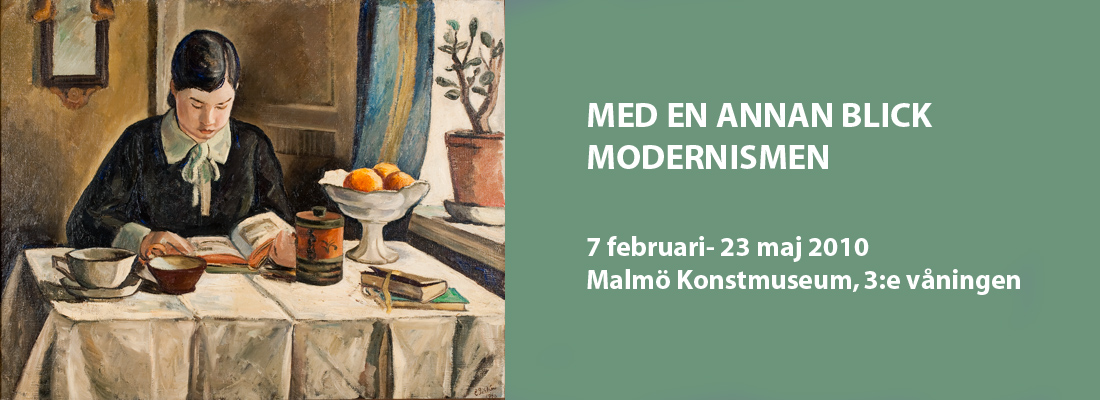 MED EN ANNAN BLICK
MODERNISMEN
7 februari- 23 maj 2010
Malmö Konstmuseum, 3:e våningen